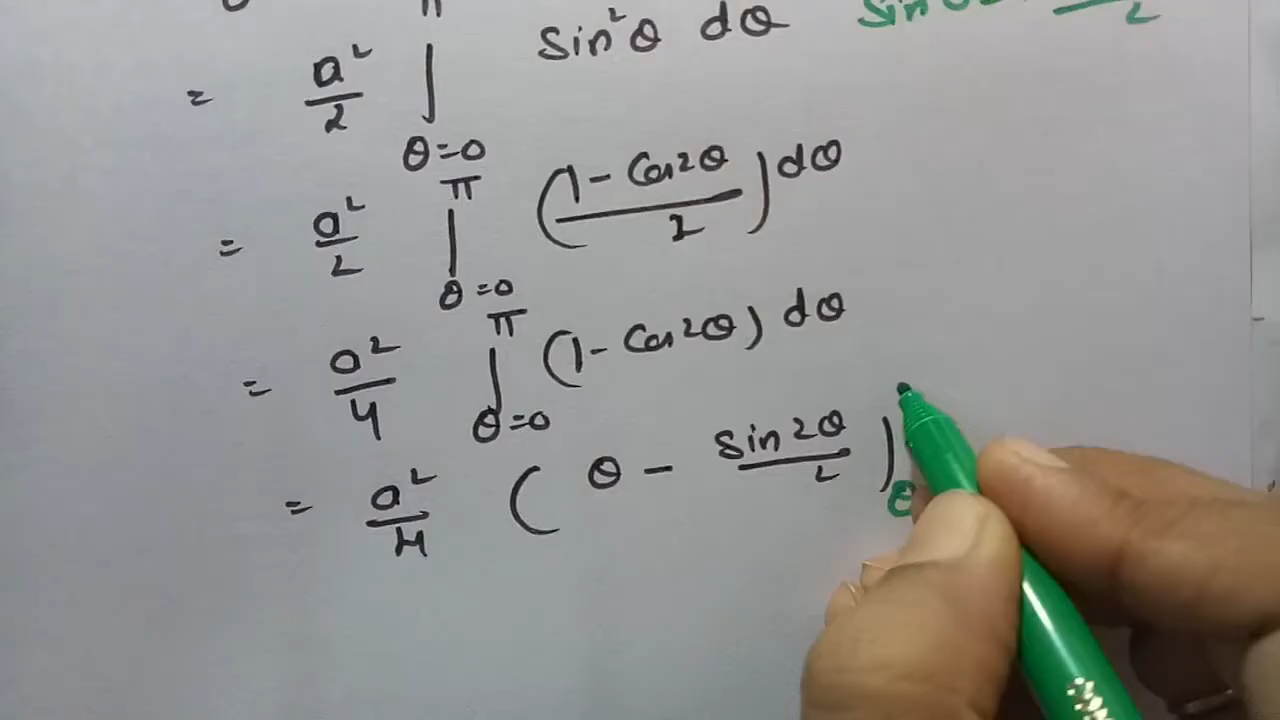 π
= a²/2 ∫ sin²θ dθ sin
θ=0
π
= a²/2 ∫ (1 - Cos2θ / 2) dθ
θ=0
π
= a²/4 ∫ (1 - Cos2θ) dθ
θ=0
= a²/4 ( θ - sin2θ/2 ) θ